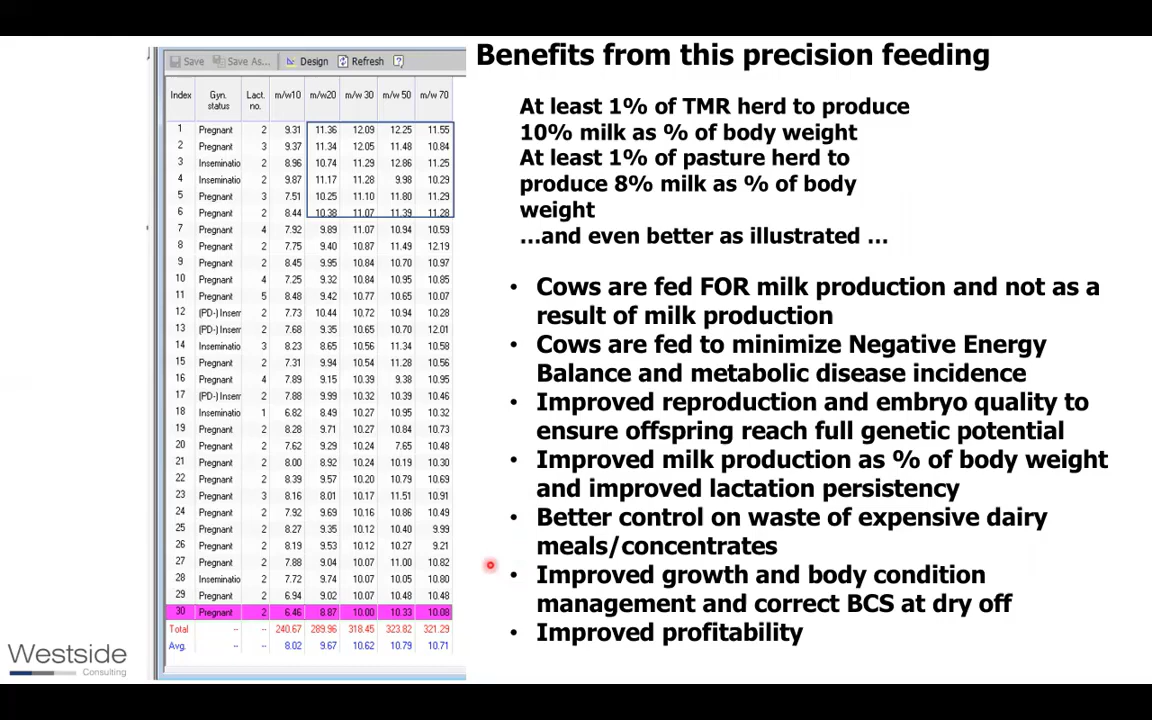 Save Save As... Design Refresh ?
Benefits from this precision feeding
Index Gyn. status Lact. no. m/w10 m/w20 m/w 30 m/w 50 m/w 70
1 Pregnant 2 9.31 11.36 12.09 12.25 11.55
2 Pregnant 3 9.37 11.34 12.05 11.48 10.84
3 Inseminatio 2 8.96 10.74 11.29 12.86 11.25
4 Inseminatio 2 9.87 11.17 11.28 9.98 10.29
5 Pregnant 3 7.51 10.25 11.10 11.80 11.29
6 Pregnant 2 8.44 10.38 11.07 11.39 11.28
7 Pregnant 4 7.92 9.89 11.07 10.94 10.59
8 Pregnant 2 7.75 9.40 10.87 11.49 12.19
9 Pregnant 2 8.45 9.95 10.84 10.70 10.97
10 Pregnant 4 7.25 9.32 10.84 10.95 10.85
11 Pregnant 5 8.48 9.42 10.77 10.65 10.07
12 (PD-) Insem 2 7.73 10.44 10.72 10.94 10.28
13 (PD-) Insem 2 7.68 9.35 10.65 10.70 12.01
14 Inseminatio 3 8.23 8.65 10.56 11.34 10.58
15 Pregnant 2 7.31 9.94 10.54 11.28 10.56
16 Pregnant 4 7.89 9.15 10.39 9.38 10.95
17 (PD-) Insem 2 7.88 9.99 10.32 10.39 10.46
18 Inseminatio 1 6.82 8.49 10.27 10.95 10.32
19 Pregnant 2 8.28 9.71 10.27 10.84 10.73
20 Pregnant 2 7.62 9.29 10.24 7.65 10.48
21 Pregnant 2 8.00 8.92 10.24 10.19 10.30
22 Pregnant 2 8.39 9.57 10.20 10.79 10.69
23 Pregnant 3 8.16 8.01 10.17 11.51 10.91
24 Pregnant 2 7.92 9.69 10.16 10.86 10.49
25 Pregnant 2 8.27 9.35 10.12 10.40 9.99
26 Pregnant 2 8.19 9.53 10.12 10.27 9.21
27 Pregnant 2 7.88 9.04 10.07 11.00 10.82
28 Inseminatio 2 7.72 9.74 10.07 10.05 10.80
29 Pregnant 2 6.94 9.02 10.07 10.48 10.48
30 Pregnant 2 6.46 8.87 10.00 10.33 10.08
Total -- -- 240.67 289.96 318.45 323.82 321.29
Avg. -- -- 8.02 9.67 10.62 10.79 10.71
At least 1% of TMR herd to produce
10% milk as % of body weight
At least 1% of pasture herd to
produce 8% milk as % of body
weight
…and even better as illustrated …
• Cows are fed FOR milk production and not as a
result of milk production
• Cows are fed to minimize Negative Energy
Balance and metabolic disease incidence
• Improved reproduction and embryo quality to
ensure offspring reach full genetic potential
• Improved milk production as % of body weight
and improved lactation persistency
• Better control on waste of expensive dairy
meals/concentrates
• Improved growth and body condition
management and correct BCS at dry off
• Improved profitability
Westside
Consulting